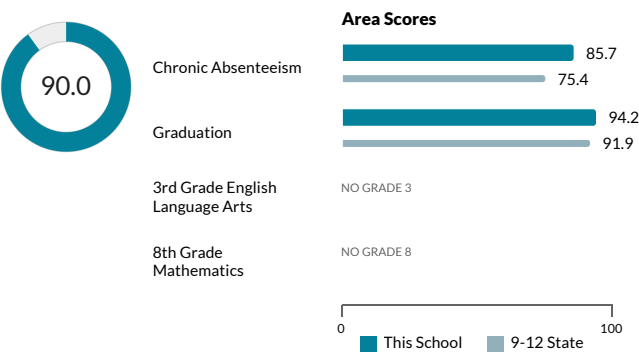 Area Scores
90.0
Chronic Absenteeism
85.7
75.4
Graduation
94.2
91.9
3rd Grade English
Language Arts
NO GRADE 3
8th Grade
Mathematics
NO GRADE 8
0 100
This School 9-12 State